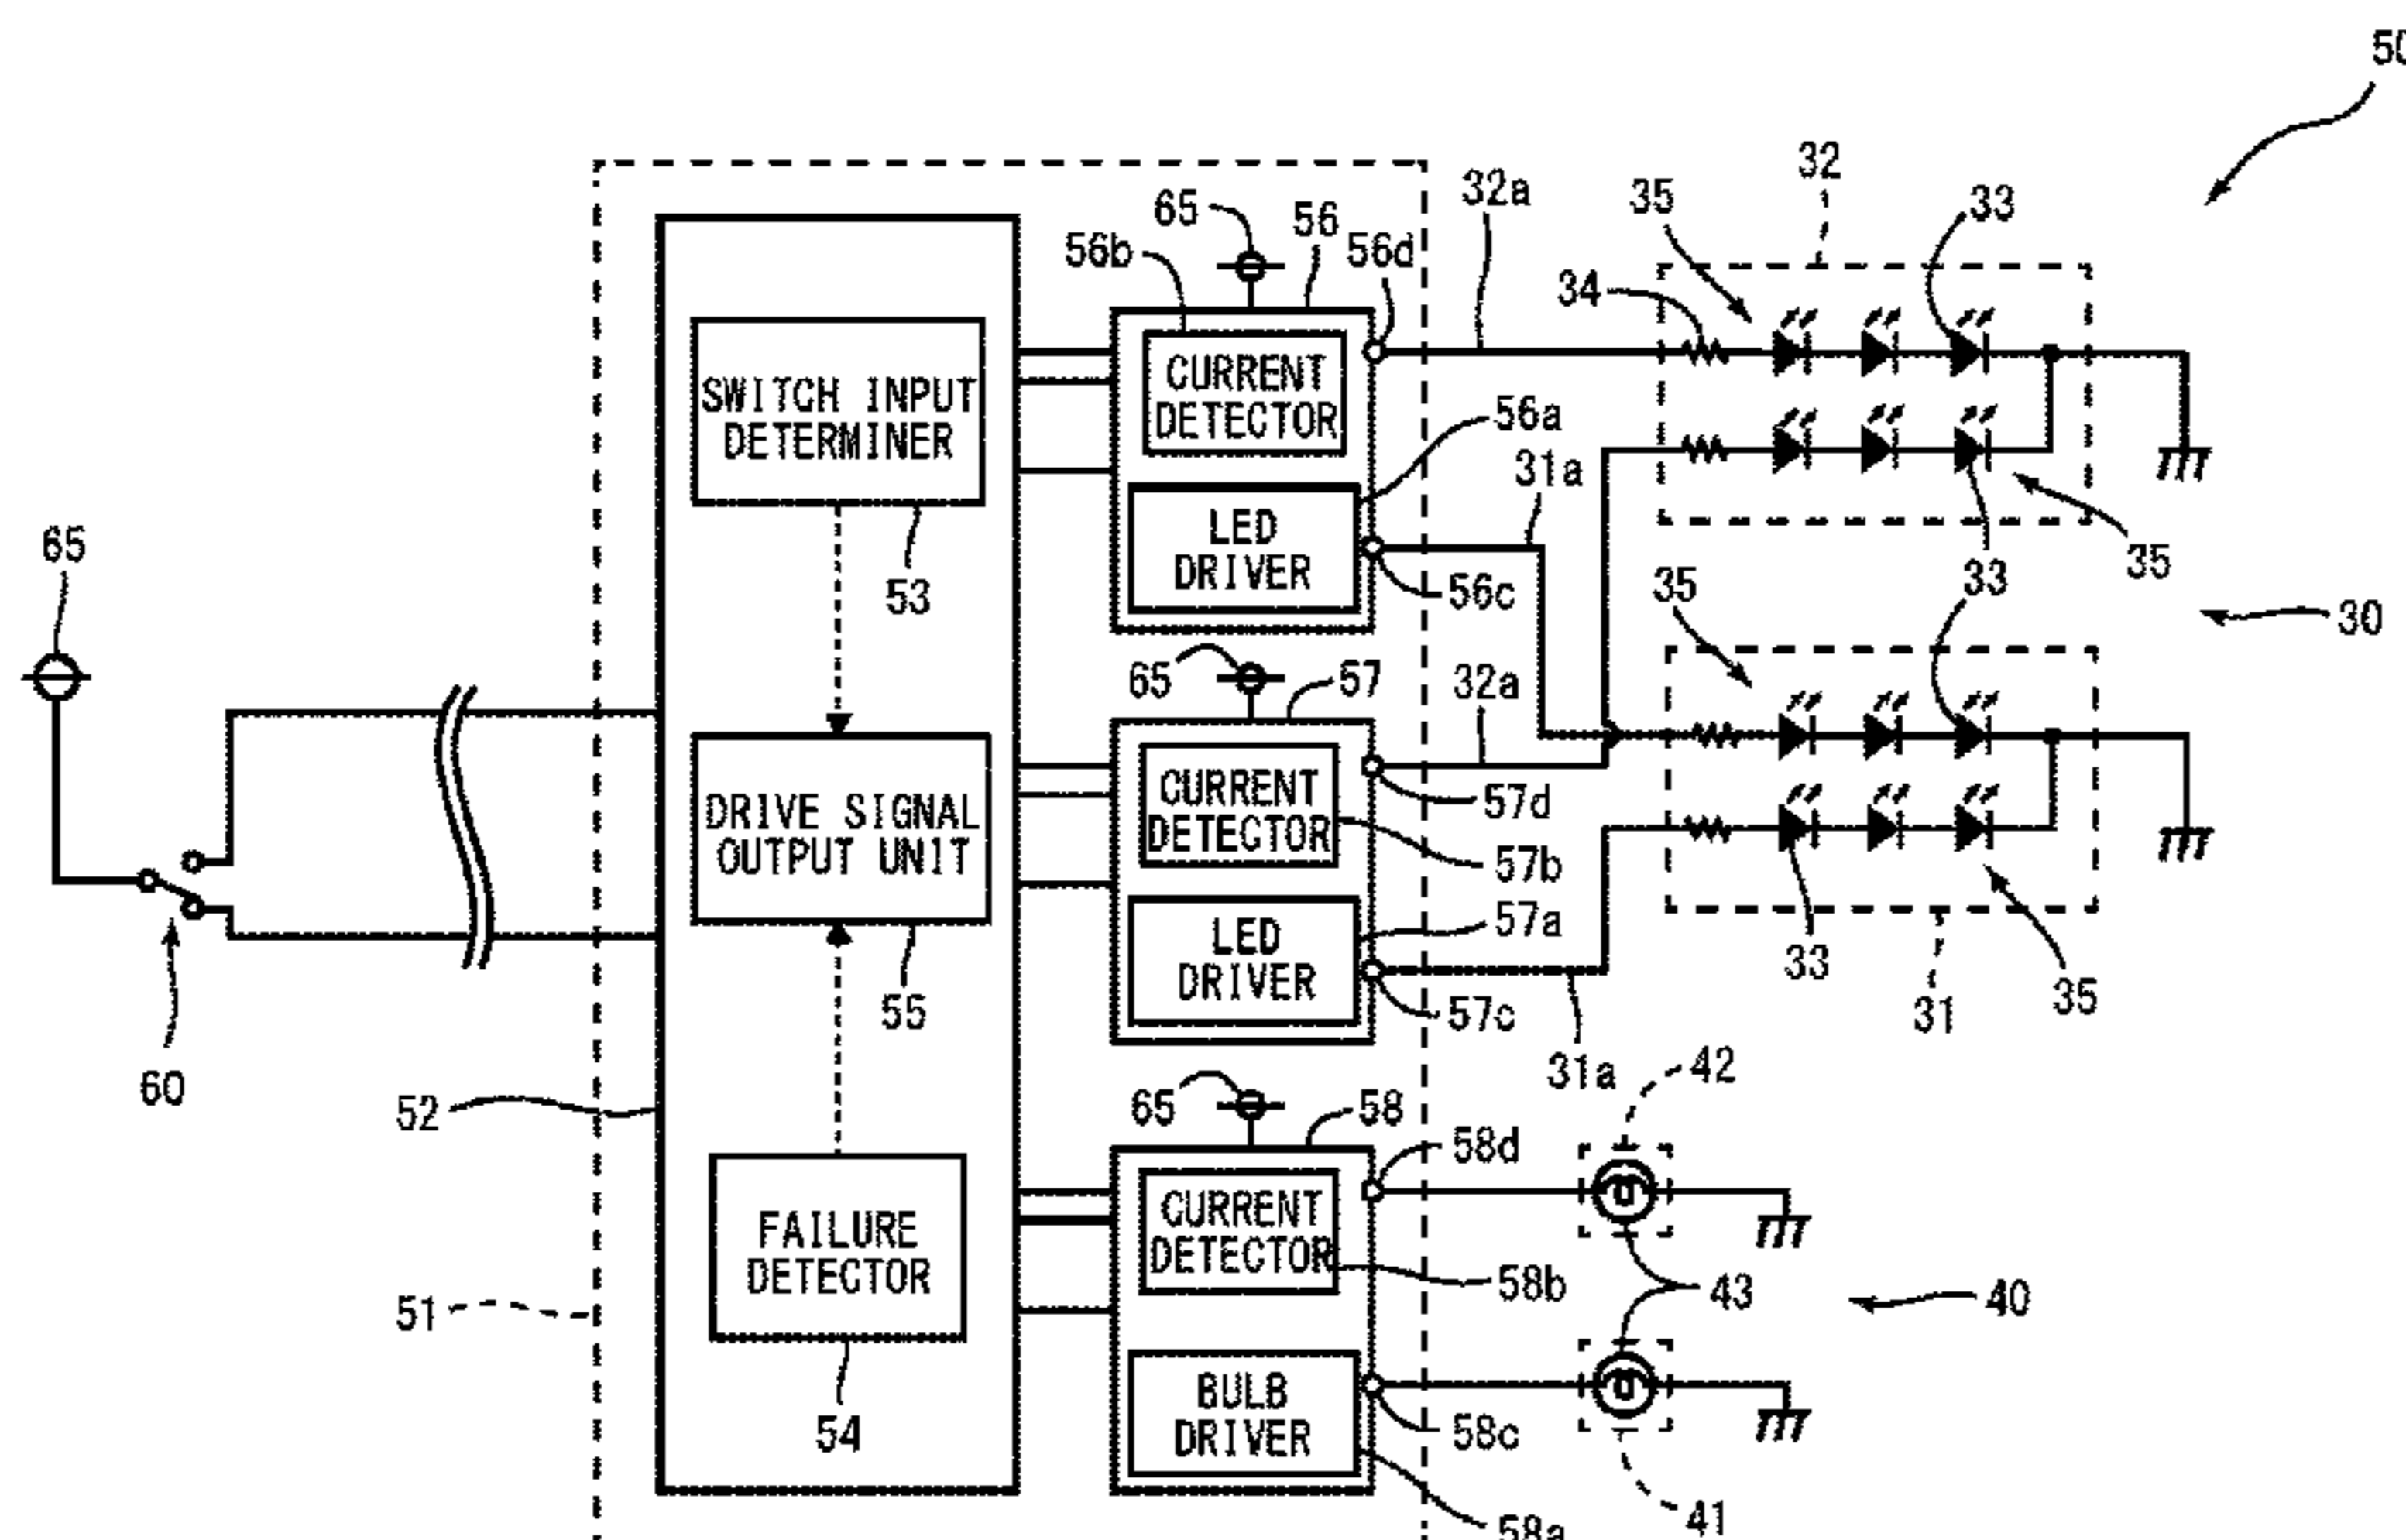 50
32
32a
35
33
65
56
56b
56d
34
CURRENT
DETECTOR
SWITCH INPUT
DETERMINER
56a
31a
LED
DRIVER
65
53
56c
33
35
35
33
30
65
57
32a
CURRENT
DETECTOR
57d
DRIVE SIGNAL
OUTPUT UNIT
57b
LED
DRIVER
57a
33
35
55
57c
31
60
52
31a
42
65
58
58d
CURRENT
DETECTOR
FAILURE
DETECTOR
58b
43
40
51
BULB
DRIVER
54
58c
58a
41